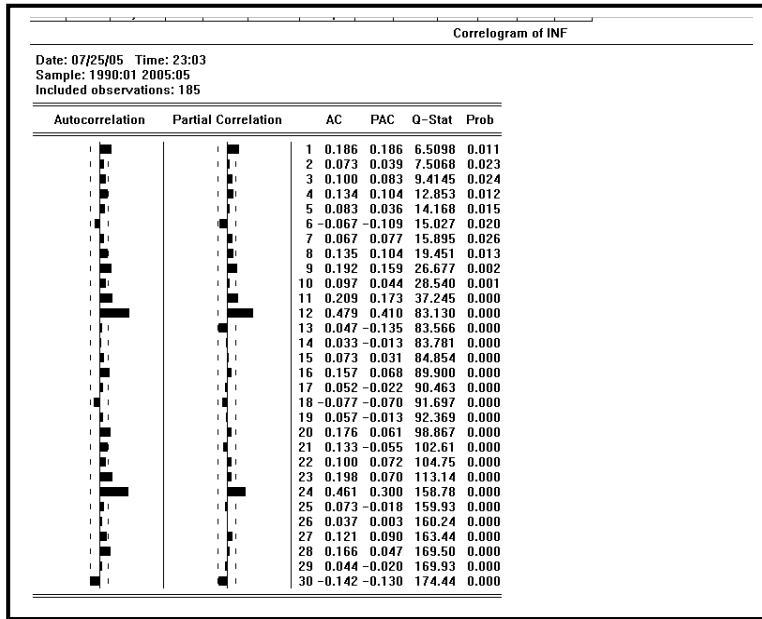 Correlogram of INF
Date: 07/25/05 Time: 23:03
Sample: 1990:01 2005:05
Included observations: 185
Autocorrelation Partial Correlation AC PAC Q-Stat Prob
1 0.186 0.186 6.5098 0.011
2 0.073 0.039 7.5068 0.023
3 0.100 0.083 9.4145 0.024
4 0.134 0.104 12.853 0.012
5 0.083 0.036 14.168 0.015
6 -0.067 -0.109 15.027 0.020
7 0.067 0.077 15.895 0.026
8 0.135 0.104 19.451 0.013
9 0.192 0.159 26.677 0.002
10 0.097 0.044 28.540 0.001
11 0.209 0.173 37.245 0.000
12 0.479 0.410 83.130 0.000
13 0.047 -0.135 83.566 0.000
14 0.033 -0.013 83.781 0.000
15 0.073 0.031 84.854 0.000
16 0.157 0.068 89.900 0.000
17 0.052 -0.022 90.463 0.000
18 -0.077 -0.070 91.697 0.000
19 0.057 -0.013 92.369 0.000
20 0.176 0.061 98.867 0.000
21 0.133 -0.055 102.61 0.000
22 0.100 0.072 104.75 0.000
23 0.198 0.070 113.14 0.000
24 0.461 0.300 158.78 0.000
25 0.073 -0.018 159.93 0.000
26 0.037 0.003 160.24 0.000
27 0.121 0.090 163.44 0.000
28 0.166 0.047 169.50 0.000
29 0.044 -0.020 169.93 0.000
30 -0.142 -0.130 174.44 0.000